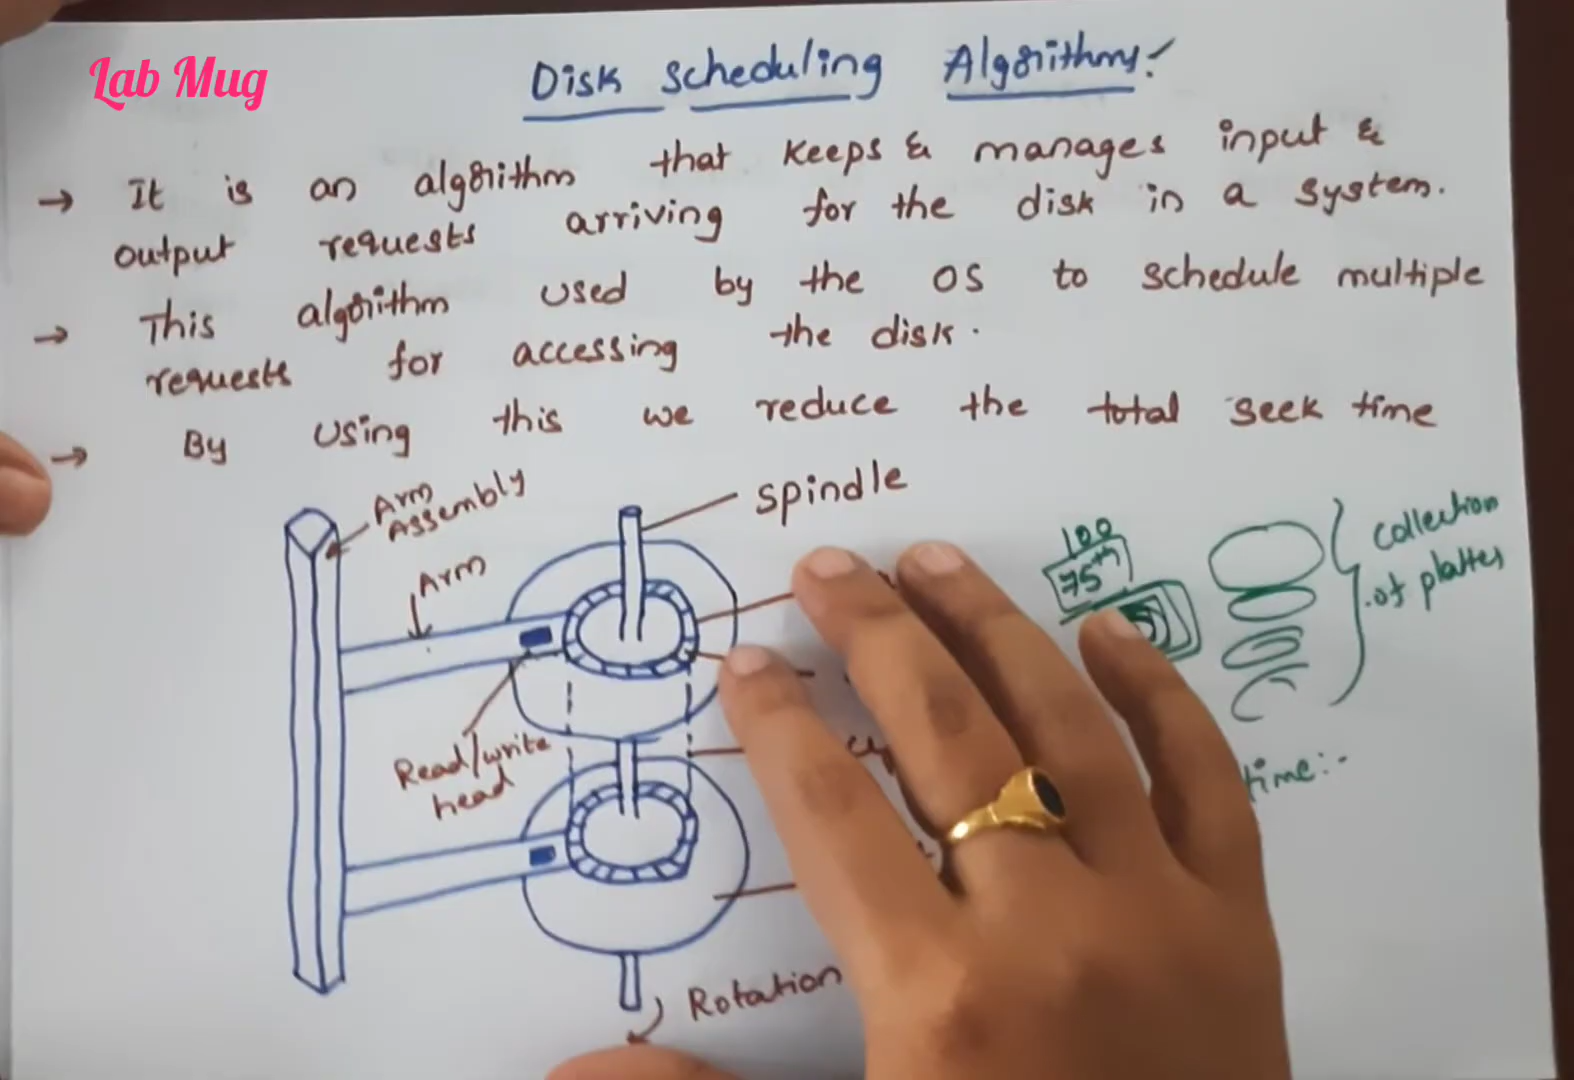 Lab Mug
Disk Scheduling Algorithms:
→ It is an algorithm that keeps & manages input &
output requests arriving for the disk in a system.
→ This algorithm used by the OS to schedule multiple
requests for accessing the disk.
→ By using this we reduce the total seek time
Arm
Assembly
Spindle
Arm
100
75th
collection
of platters
Read/write
head
time:-
Rotation